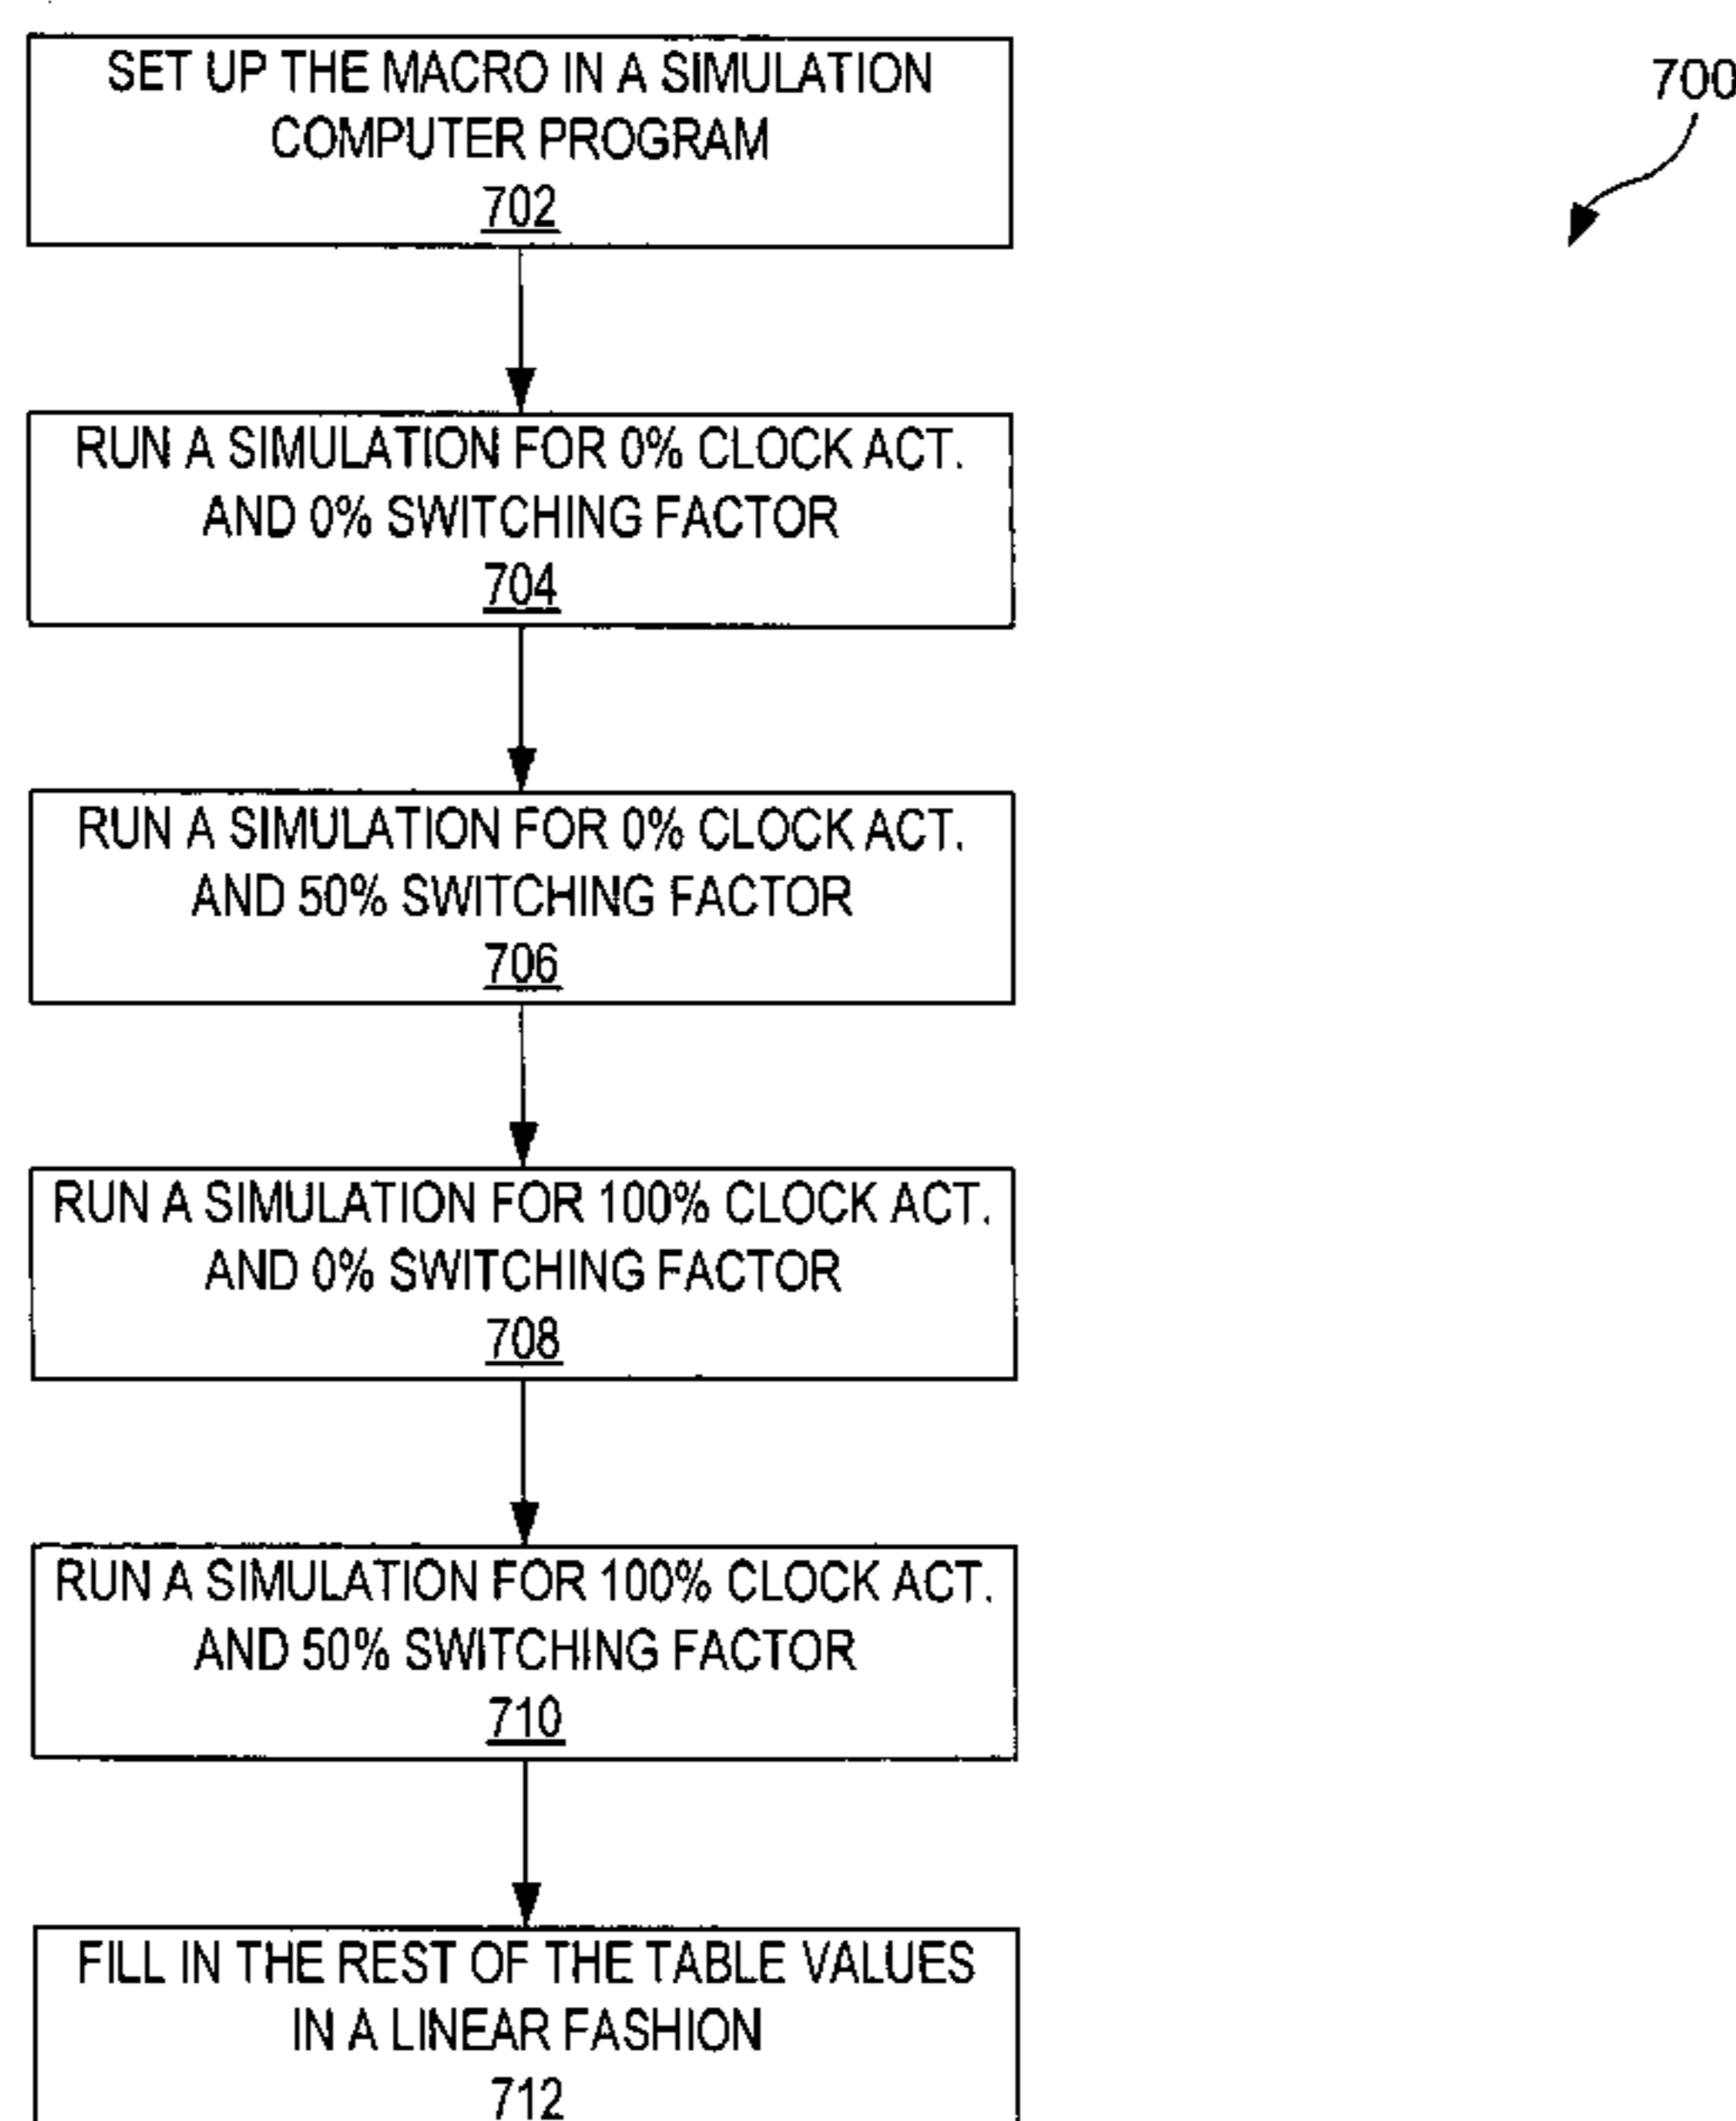 SET UP THE MACRO IN A SIMULATION
COMPUTER PROGRAM
702
700
RUN A SIMULATION FOR 0% CLOCK ACT.
AND 0% SWITCHING FACTOR
704
RUN A SIMULATION FOR 0% CLOCK ACT.
AND 50% SWITCHING FACTOR
706
RUN A SIMULATION FOR 100% CLOCK ACT.
AND 0% SWITCHING FACTOR
708
RUN A SIMULATION FOR 100% CLOCK ACT.
AND 50% SWITCHING FACTOR
710
FILL IN THE REST OF THE TABLE VALUES
IN A LINEAR FASHION
712